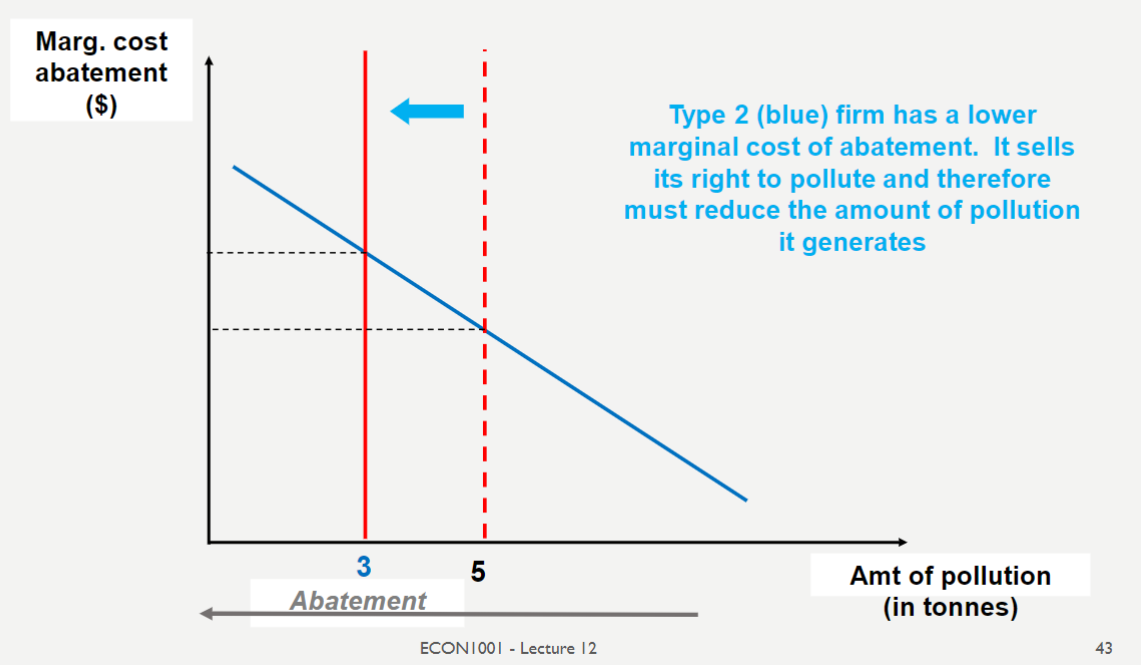 Marg. cost
abatement
($)
Type 2 (blue) firm has a lower
marginal cost of abatement. It sells
its right to pollute and therefore
must reduce the amount of pollution
it generates
3
5
Abatement
Amt of pollution
(in tonnes)
ECON1001 - Lecture 12
43